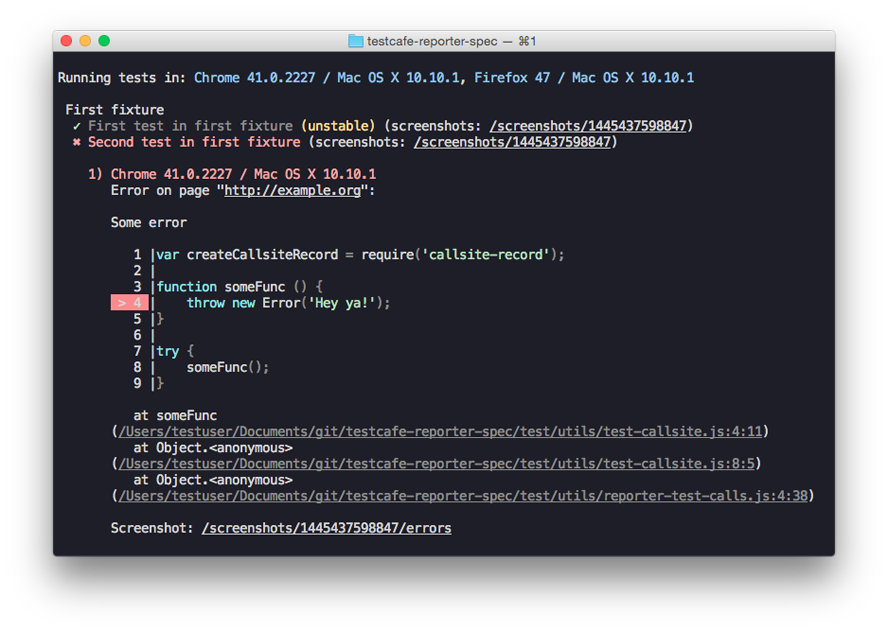 testcafe-reporter-spec — ⌘1
Running tests in: Chrome 41.0.2227 / Mac OS X 10.10.1, Firefox 47 / Mac OS X 10.10.1
First fixture
✓ First test in first fixture (unstable) (screenshots: /screenshots/1445437598847)
✖ Second test in first fixture (screenshots: /screenshots/1445437598847)
1) Chrome 41.0.2227 / Mac OS X 10.10.1
Error on page "http://example.org":
Some error
1 |var createCallsiteRecord = require('callsite-record');
2 |
3 |function someFunc () {
> 4 |    throw new Error('Hey ya!');
5 |}
6 |
7 |try {
8 |    someFunc();
9 |}
at someFunc
(/Users/testuser/Documents/git/testcafe-reporter-spec/test/utils/test-callsite.js:4:11)
at Object.<anonymous>
(/Users/testuser/Documents/git/testcafe-reporter-spec/test/utils/test-callsite.js:8:5)
at Object.<anonymous>
(/Users/testuser/Documents/git/testcafe-reporter-spec/test/utils/reporter-test-calls.js:4:38)
Screenshot: /screenshots/1445437598847/errors